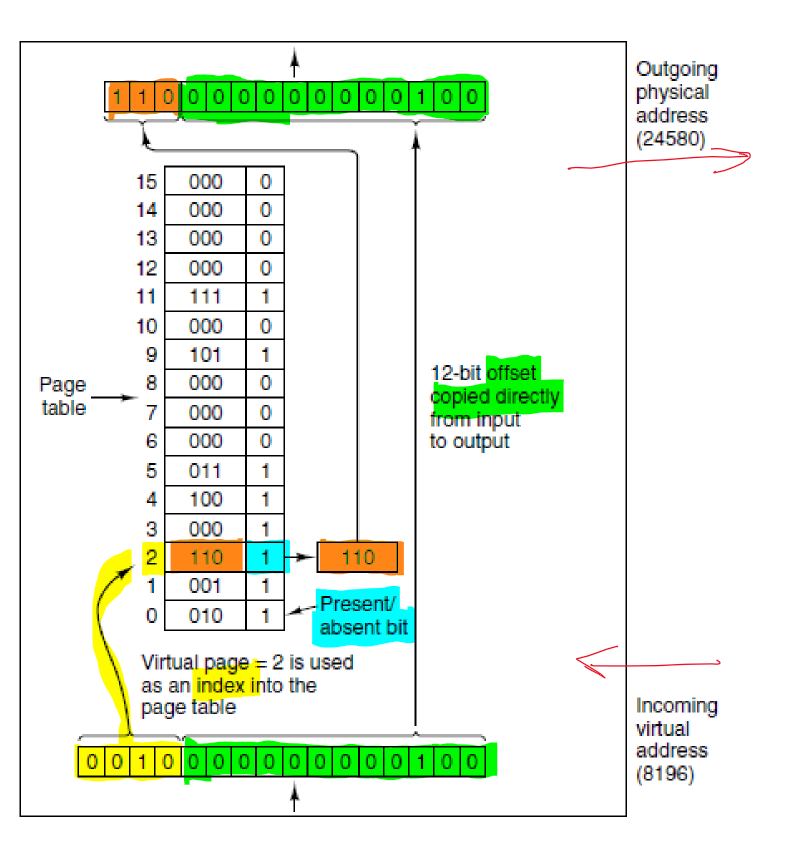 1 1 0 0 0 0 0 0 0 0 0 0 1 0 0
Outgoing
physical
address
(24580)
15 000 0
14 000 0
13 000 0
12 000 0
11 111 1
10 000 0
9 101 1
8 000 0
7 000 0
6 000 0
5 011 1
4 100 1
3 000 1
2 110 1 110
1 001 1
0 010 1
Page
table
12-bit offset
copied directly
from input
to output
Present/
absent bit
Virtual page = 2 is used
as an index into the
page table
0 0 1 0 0 0 0 0 0 0 0 0 0 1 0 0
Incoming
virtual
address
(8196)